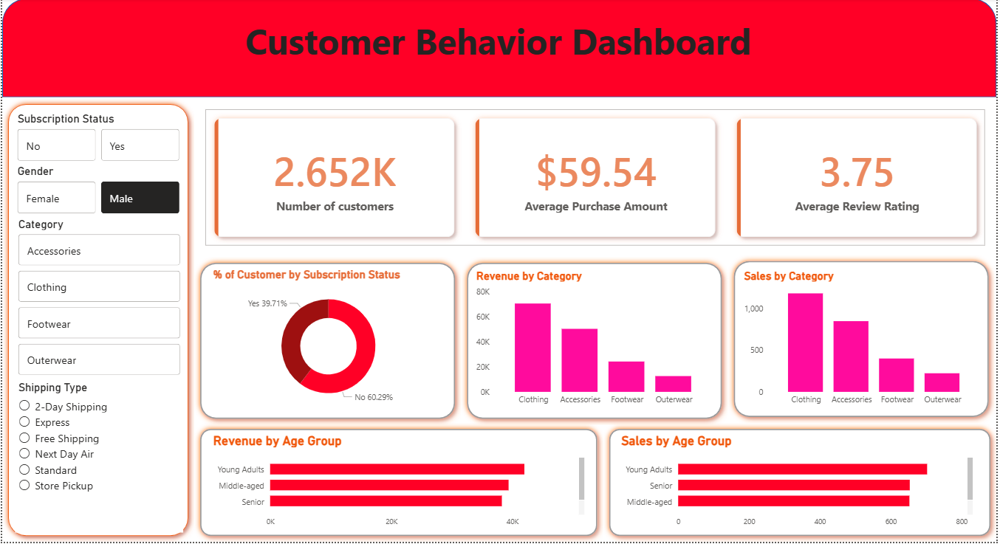 Customer Behavior Dashboard
Subscription Status
No
Yes
Gender
Female
Male
Category
Accessories
Clothing
Footwear
Outerwear
Shipping Type
2-Day Shipping
Express
Free Shipping
Next Day Air
Standard
Store Pickup
2.652K
Number of customers
$59.54
Average Purchase Amount
3.75
Average Review Rating
% of Customer by Subscription Status
Yes 39.71%
No 60.29%
Revenue by Category
80K
60K
40K
20K
0K
Clothing Accessories Footwear Outerwear
Sales by Category
1,000
500
0
Clothing Accessories Footwear Outerwear
Revenue by Age Group
Young Adults
Middle-aged
Senior
0K 20K 40K
Sales by Age Group
Young Adults
Senior
Middle-aged
0 200 400 600 800